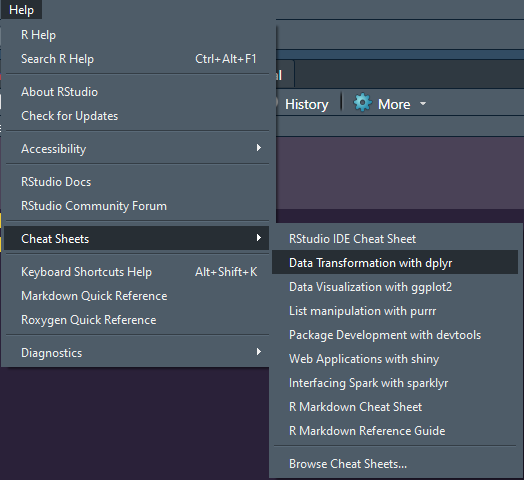 Help
R Help
Search R Help Ctrl+Alt+F1
History
More
About RStudio
Check for Updates
Accessibility
RStudio Docs
RStudio Community Forum
Cheat Sheets
Keyboard Shortcuts Help Alt+Shift+K
Markdown Quick Reference
Roxygen Quick Reference
Diagnostics
RStudio IDE Cheat Sheet
Data Transformation with dplyr
Data Visualization with ggplot2
List manipulation with purrr
Package Development with devtools
Web Applications with shiny
Interfacing Spark with sparklyr
R Markdown Cheat Sheet
R Markdown Reference Guide
Browse Cheat Sheets...